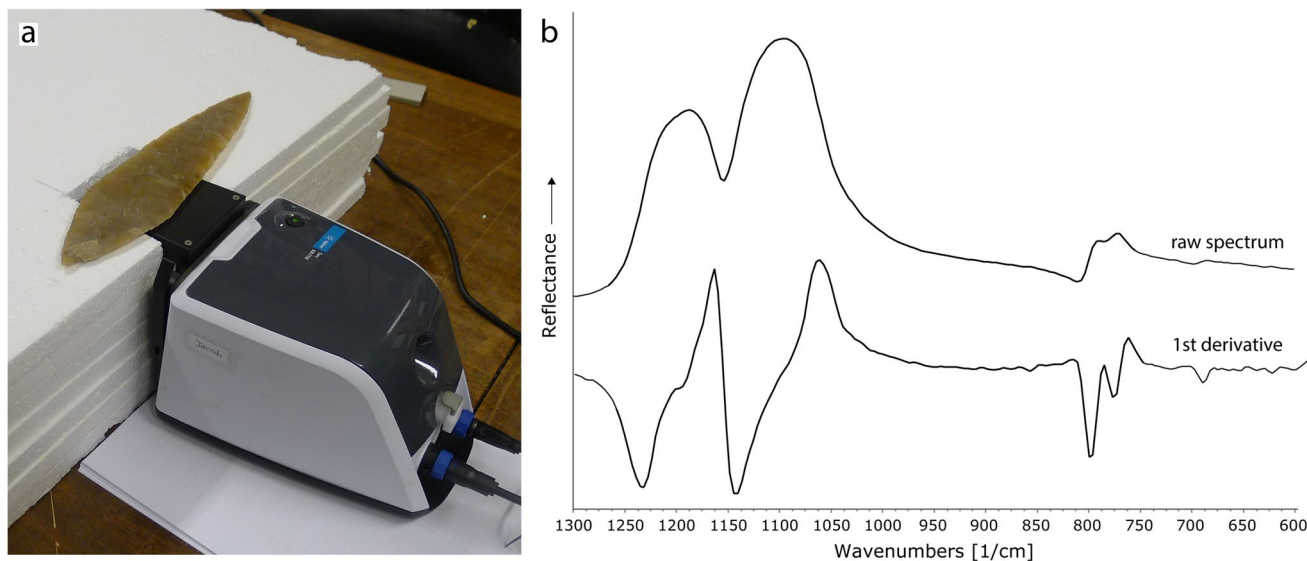 a
Jacob
b
Reflectance
raw spectrum
1st derivative
1300 1250 1200 1150 1100 1050 1000 950 900 850 800 750 700 650 600
Wavenumbers [1/cm]